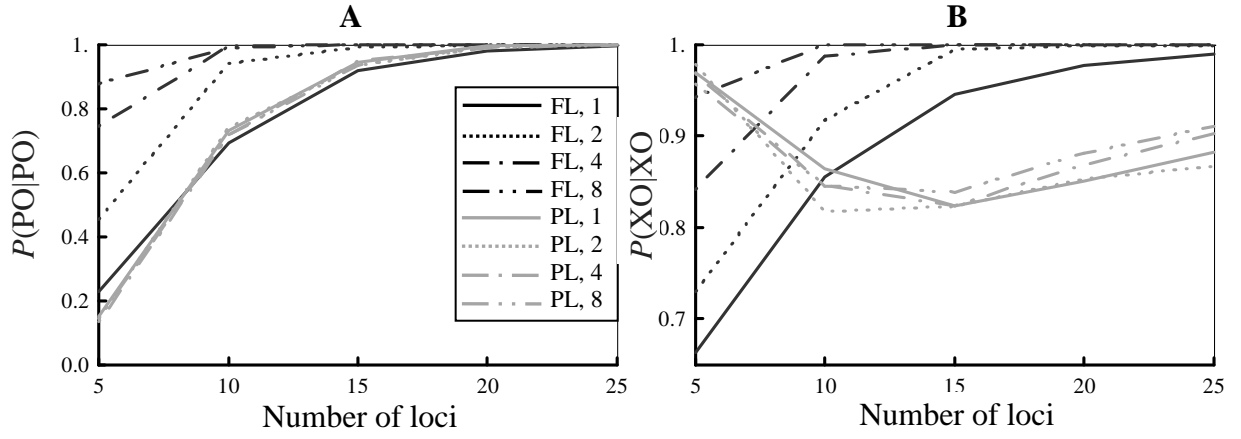 A
P(PO|PO)
1.
0.8
0.6
0.4
0.2
0.0
5
10
15
20
25
Number of loci
FL, 1
FL, 2
FL, 4
FL, 8
PL, 1
PL, 2
PL, 4
PL, 8
B
P(XO|XO
1.
0.9
0.8
0.7
5
10
15
20
25
Number of loci